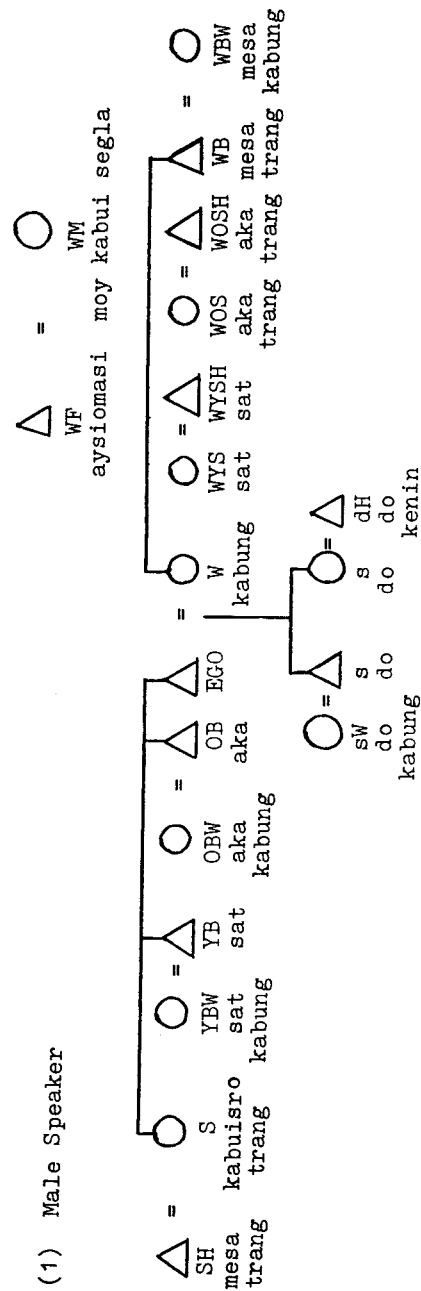 (1) Male Speaker
WF = WM
aysiomasi moy kabui segla
= = = = = = =
SH S YBW YB OBW OB EGO W WYS WYSH WOS WOSH WB WBW
mesa kabuisro sat sat aka aka kabung sat sat aka aka mesa mesa
trang trang kabung kabung trang trang trang kabung
= =
sW s s dH
do do do do
kabung kenin